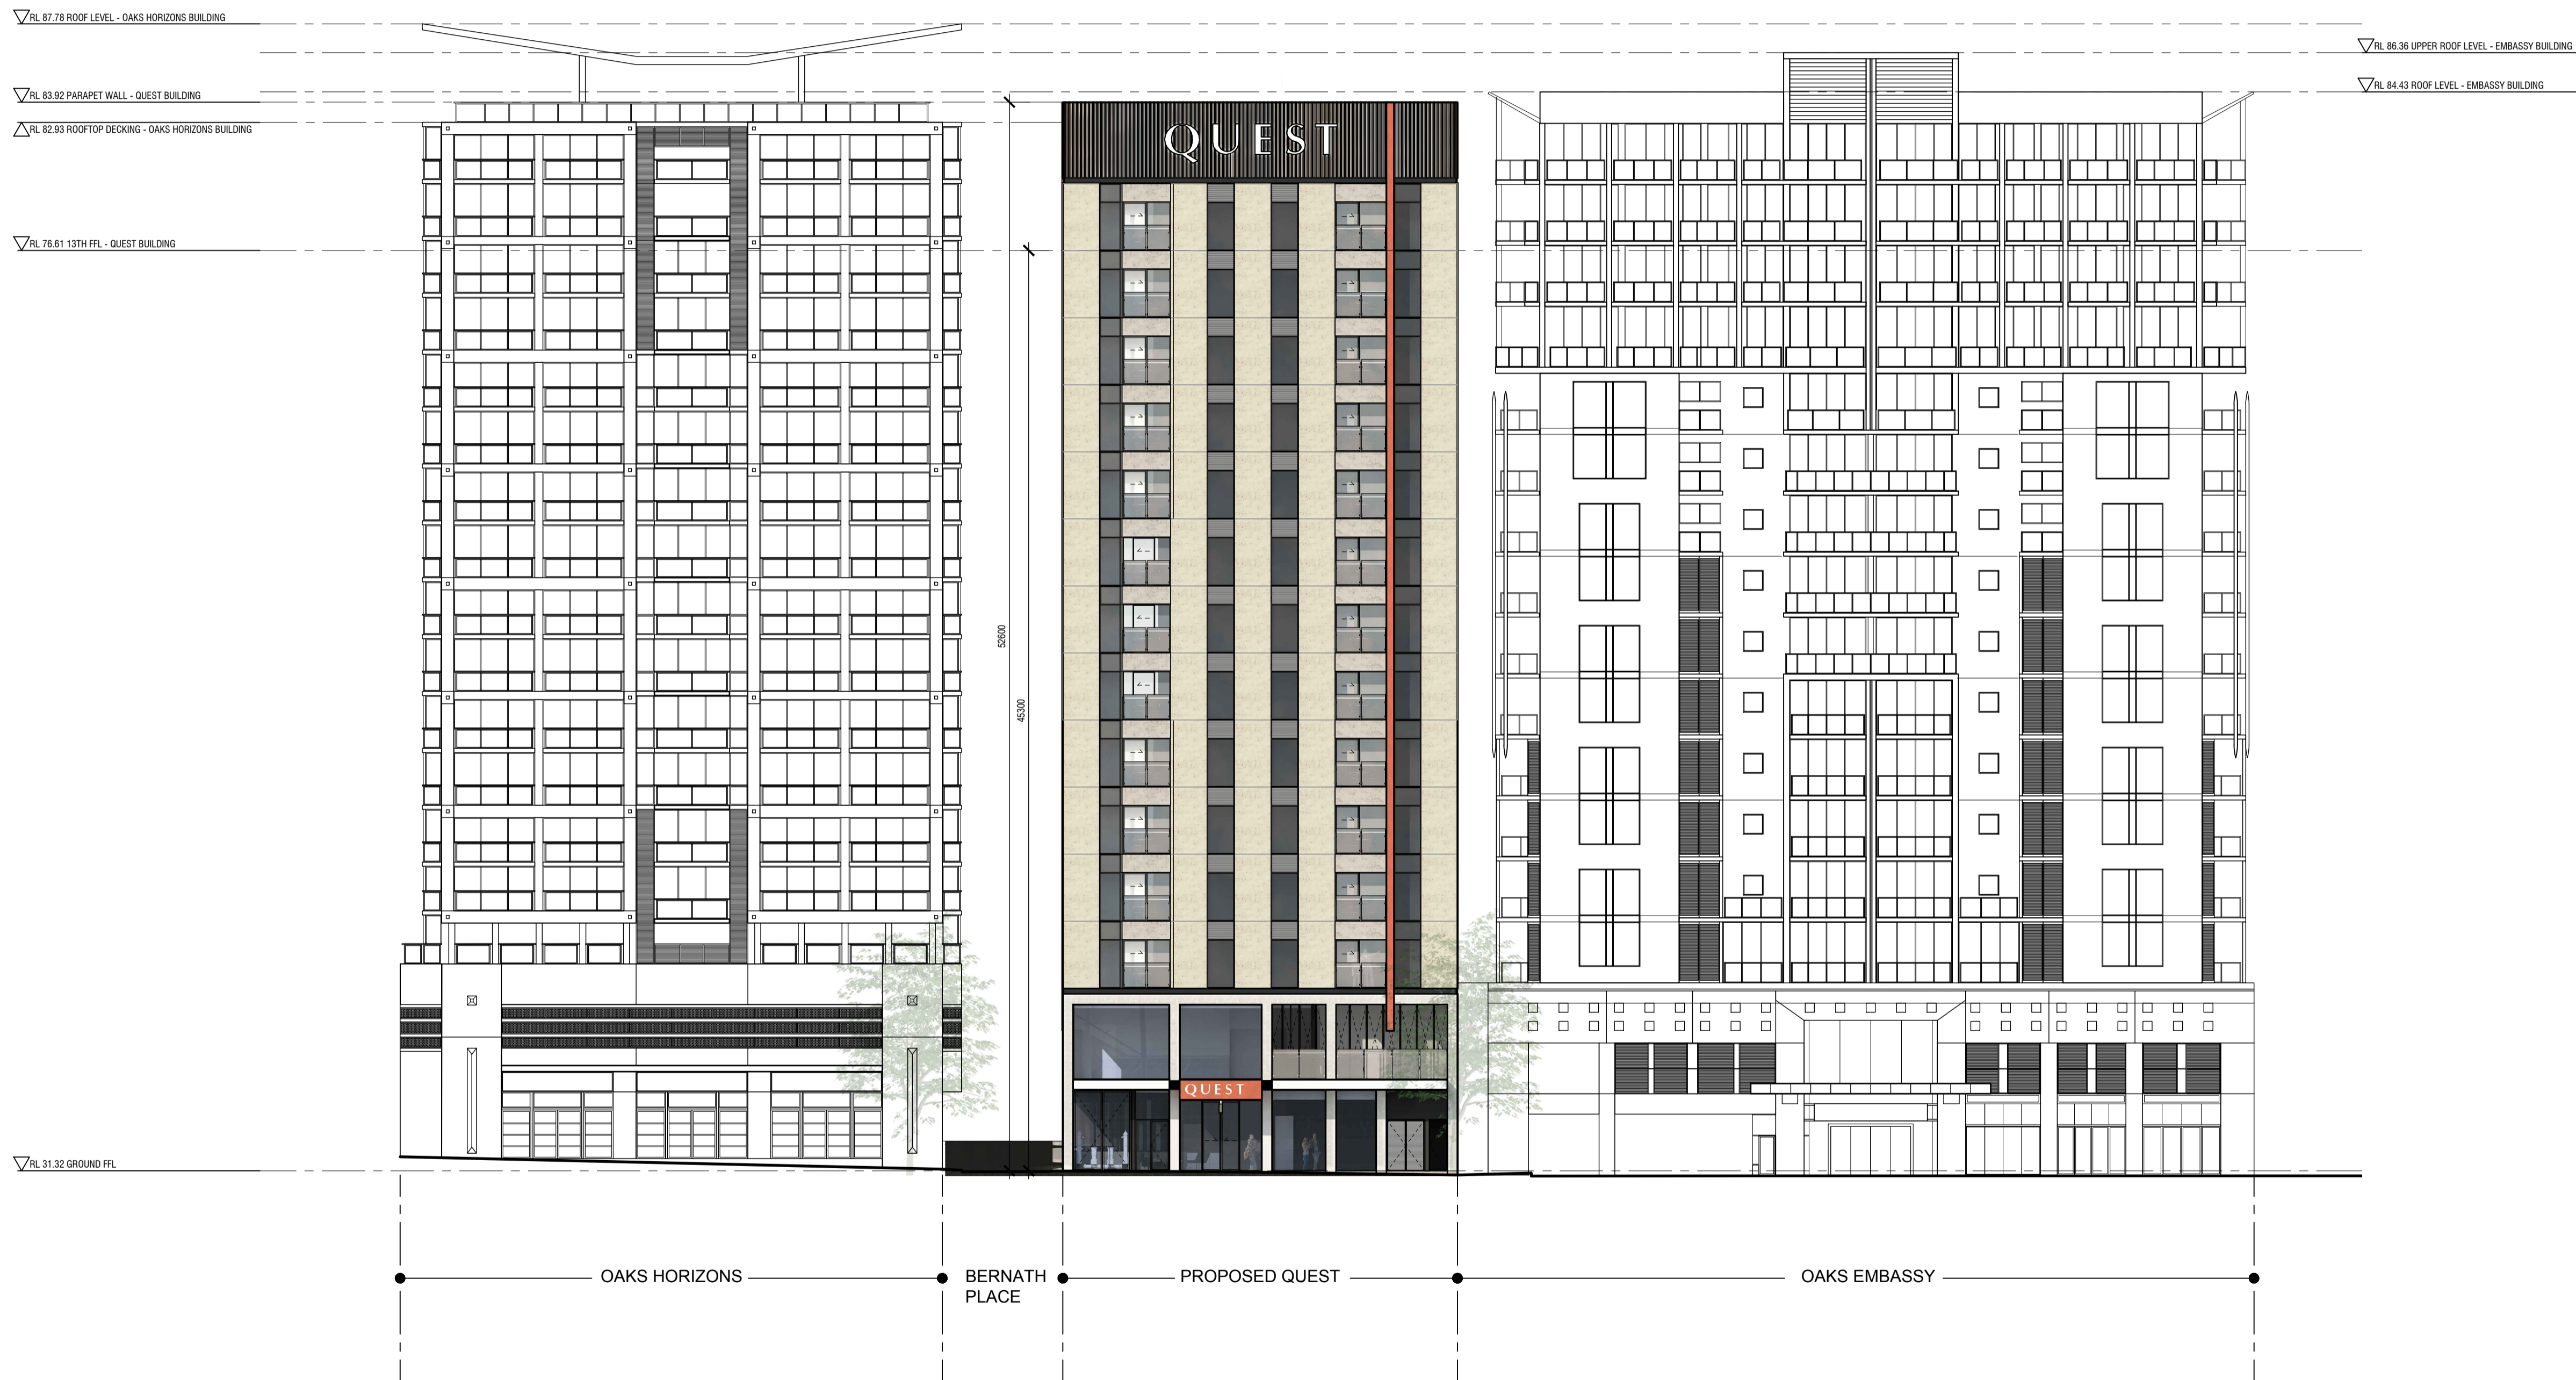 RL 87.78 ROOF LEVEL - OAKS HORIZONS BUILDING
RL 86.36 UPPER ROOF LEVEL - EMBASSY BUILDING
RL 84.43 ROOF LEVEL - EMBASSY BUILDING
RL 83.92 PARAPET WALL - QUEST BUILDING
RL 82.93 ROOFTOP DECKING - OAKS HORIZONS BUILDING
QUEST
RL 76.61 13TH FFL - QUEST BUILDING
52600
45300
QUEST
RL 31.32 GROUND FFL
OAKS HORIZONS
BERNATH
PLACE
PROPOSED QUEST
OAKS EMBASSY